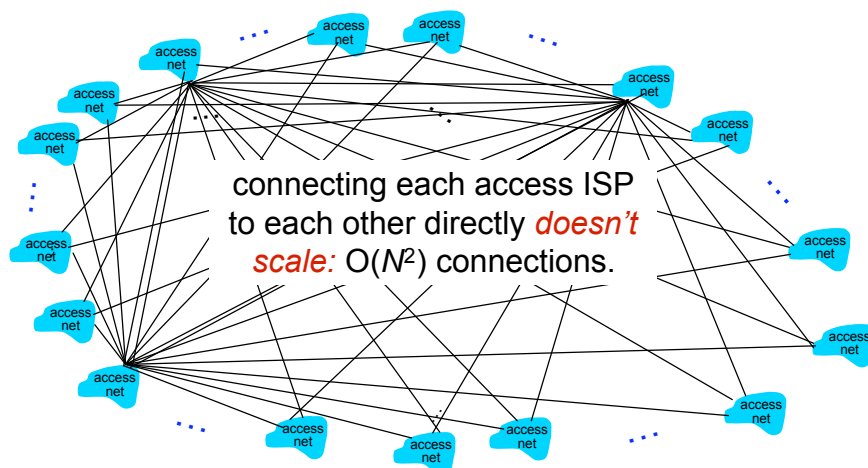 access
net
access
net
access
net
access
net
access
net
access
net
access
net
connecting each access ISP
to each other directly doesn't
scale: O(N²) connections.
access
net
access
net
access
net
access
net
access
net
access
net
access
net
access
net
access
net